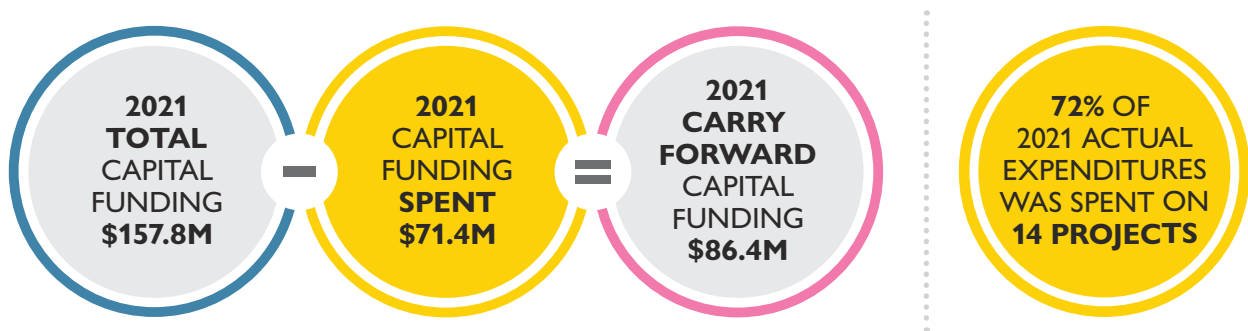 2021
TOTAL
CAPITAL
FUNDING
$157.8M
2021
CAPITAL
FUNDING
SPENT
$71.4M
2021
CARRY
FORWARD
CAPITAL
FUNDING
$86.4M
72% OF
2021 ACTUAL
EXPENDITURES
WAS SPENT ON
14 PROJECTS